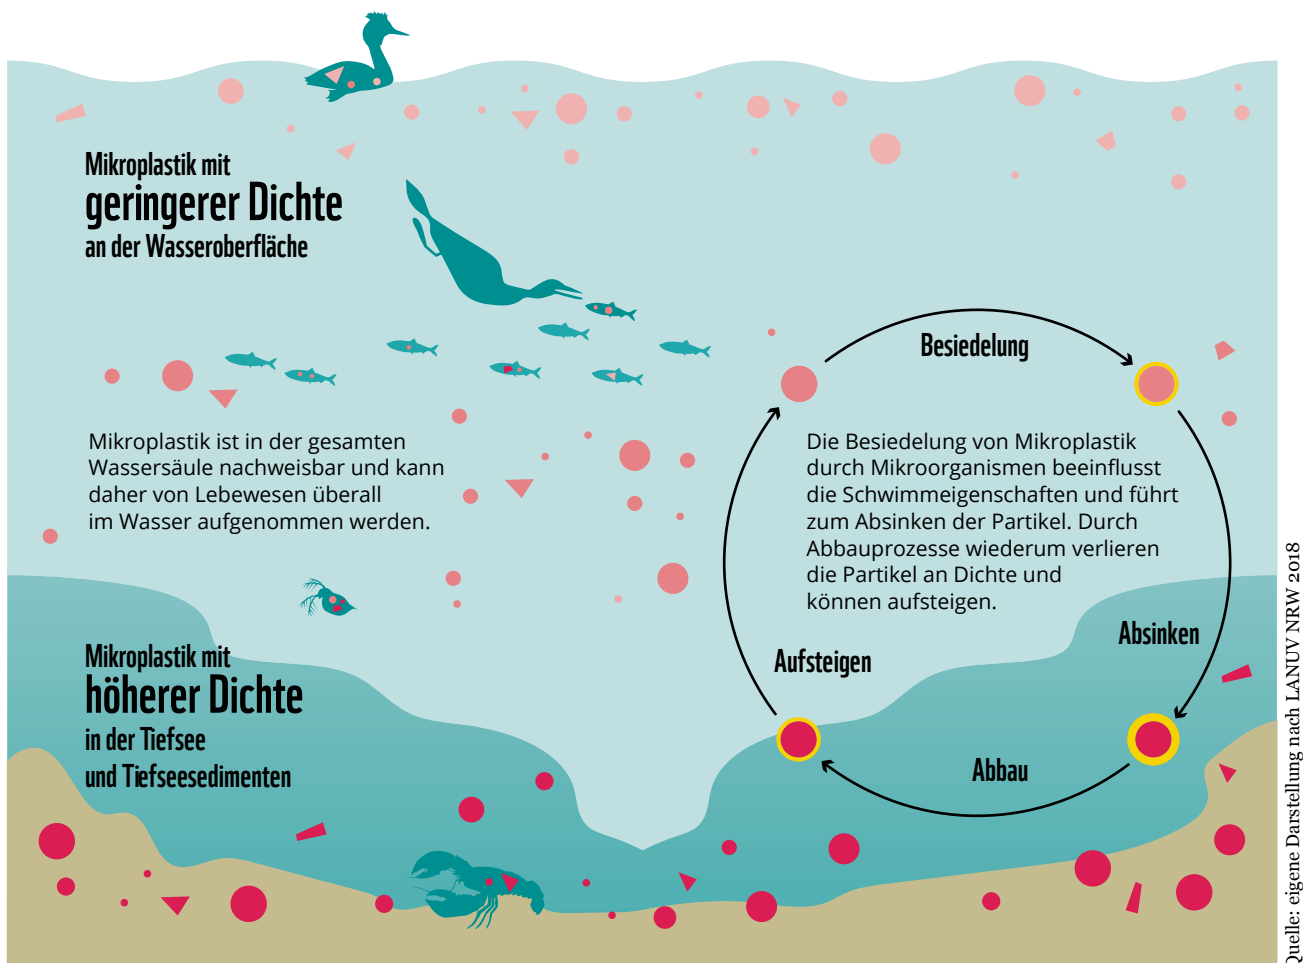 Mikroplastik mit
geringerer Dichte
an der Wasseroberfläche
Besiedelung
Mikroplastik ist in der gesamten
Wassersäule nachweisbar und kann
daher von Lebewesen überall
im Wasser aufgenommen werden.
Die Besiedelung von Mikroplastik
durch Mikroorganismen beeinflusst
die Schwimmeigenschaften und führt
zum Absinken der Partikel. Durch
Abbauprozesse wiederum verlieren
die Partikel an Dichte und
können aufsteigen.
Absinken
Aufsteigen
Abbau
Mikroplastik mit
höherer Dichte
in der Tiefsee
und Tiefseesedimenten
Quelle: eigene Darstellung nach LANUV NRW 2018